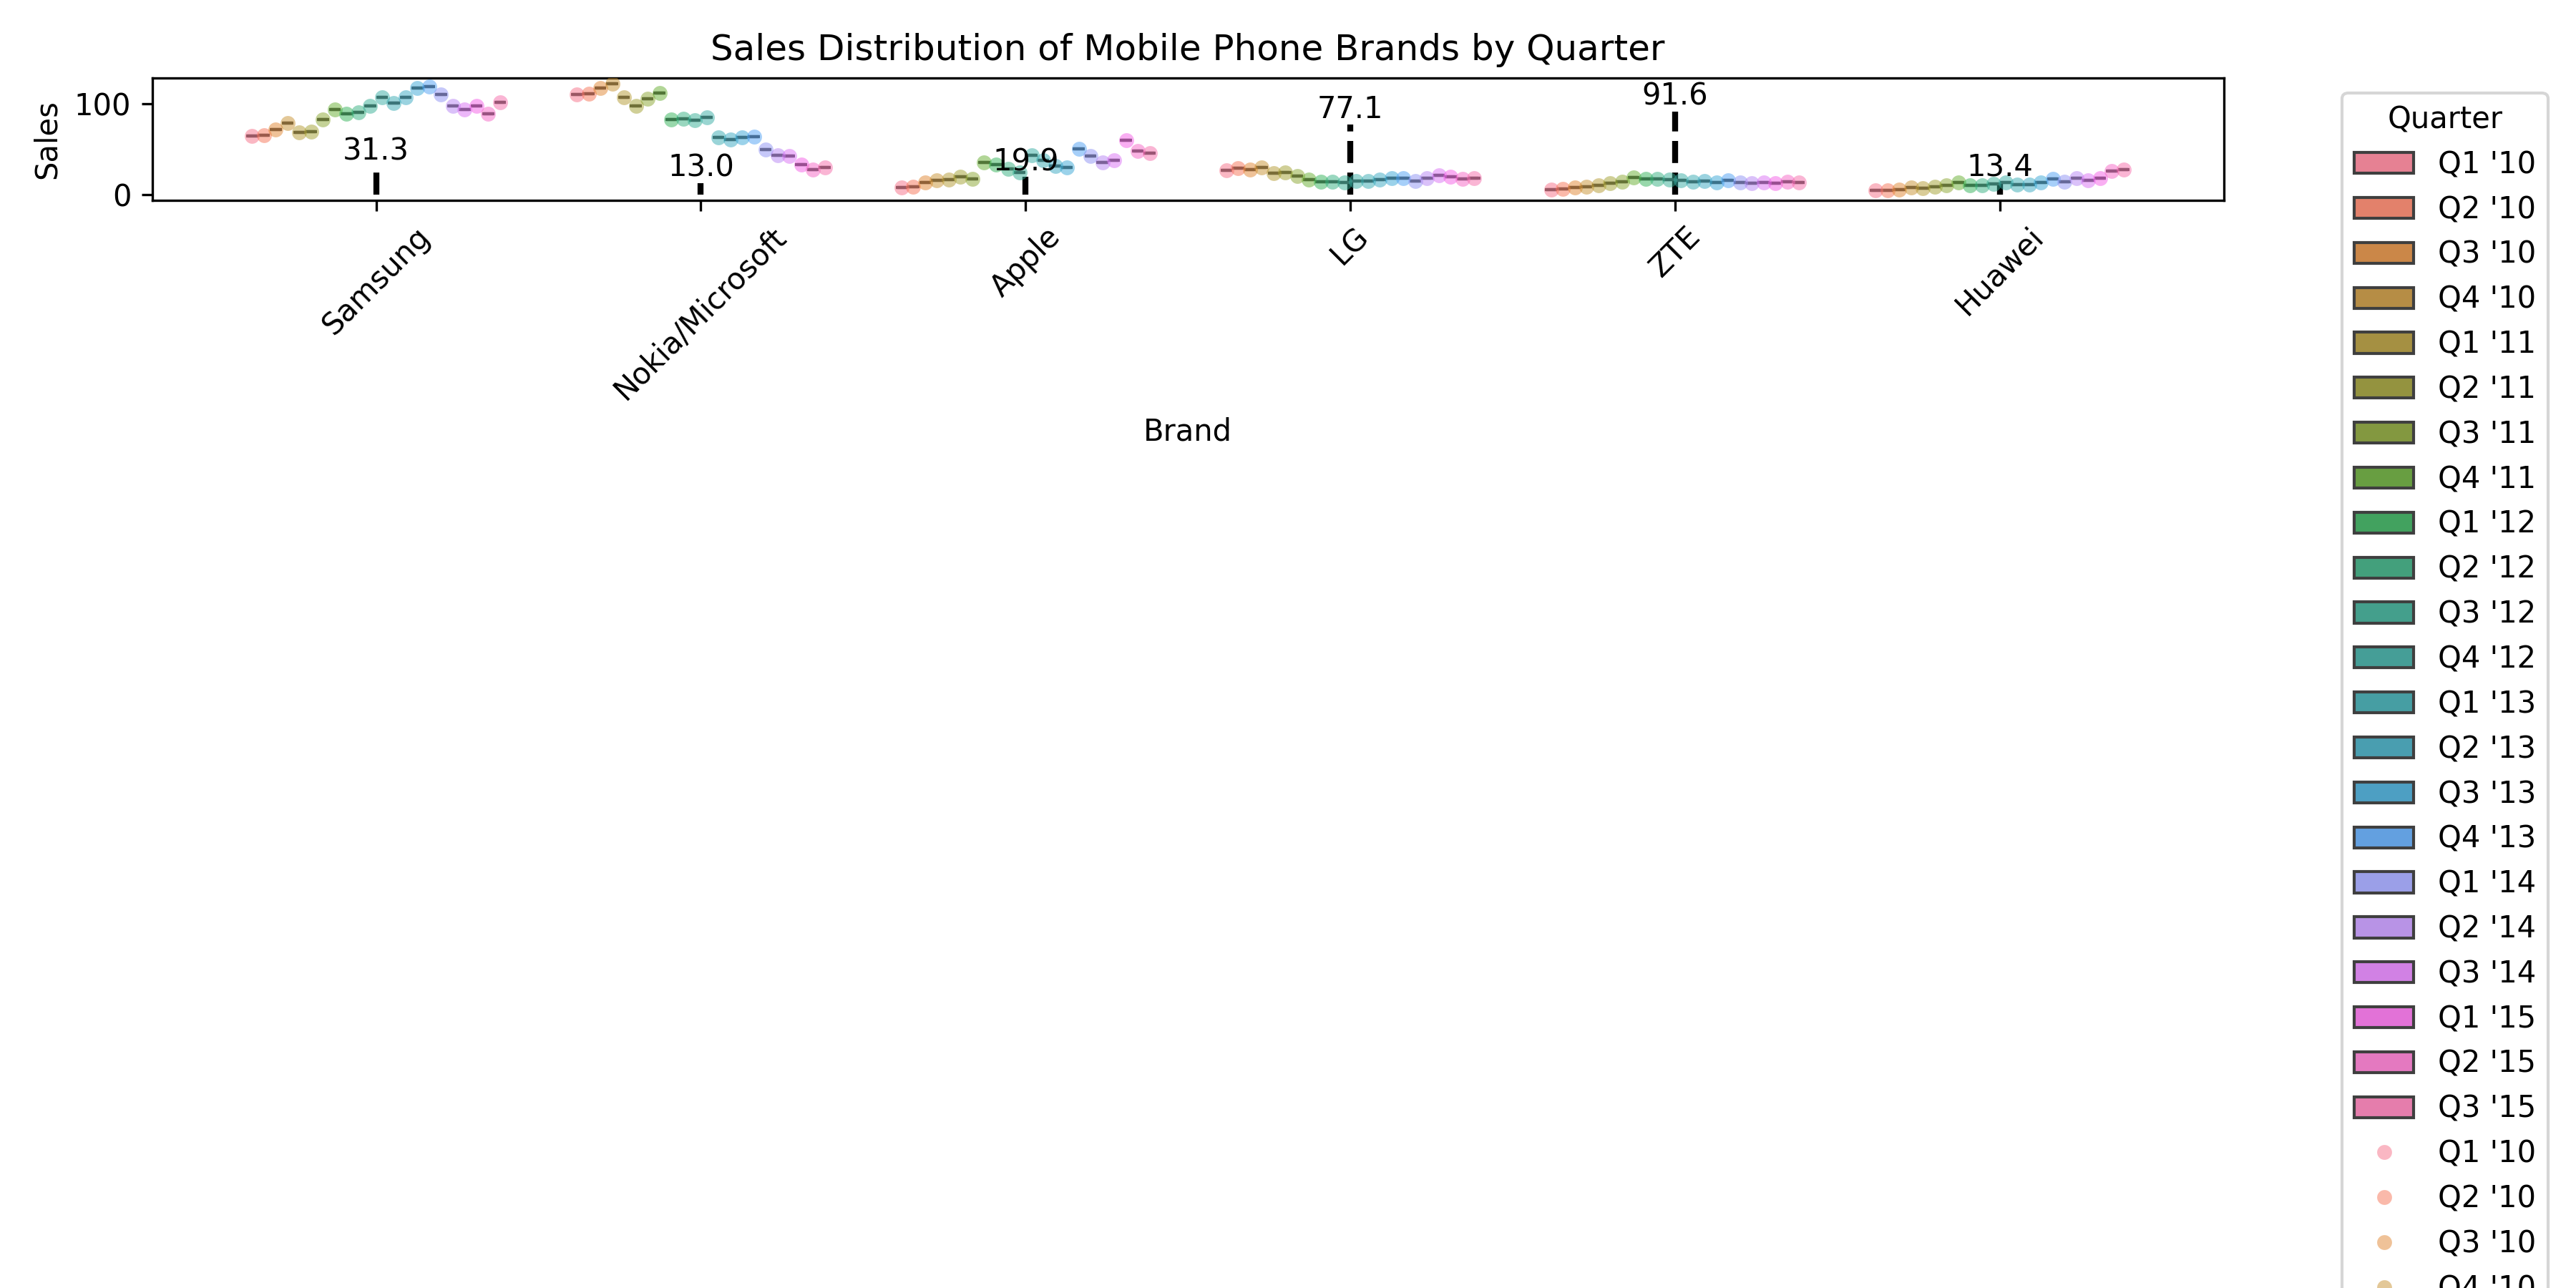 Sales Distribution of Mobile Phone Brands by Quarter
Sales
100
0
31.3
13.0
19.9
77.1
91.6
13.4
Samsung
Nokia/Microsoft
Apple
LG
ZTE
Huawei
Brand
Quarter
Q1 '10
Q2 '10
Q3 '10
Q4 '10
Q1 '11
Q2 '11
Q3 '11
Q4 '11
Q1 '12
Q2 '12
Q3 '12
Q4 '12
Q1 '13
Q2 '13
Q3 '13
Q4 '13
Q1 '14
Q2 '14
Q3 '14
Q1 '15
Q2 '15
Q3 '15
Q1 '10
Q2 '10
Q3 '10
Q4 '10